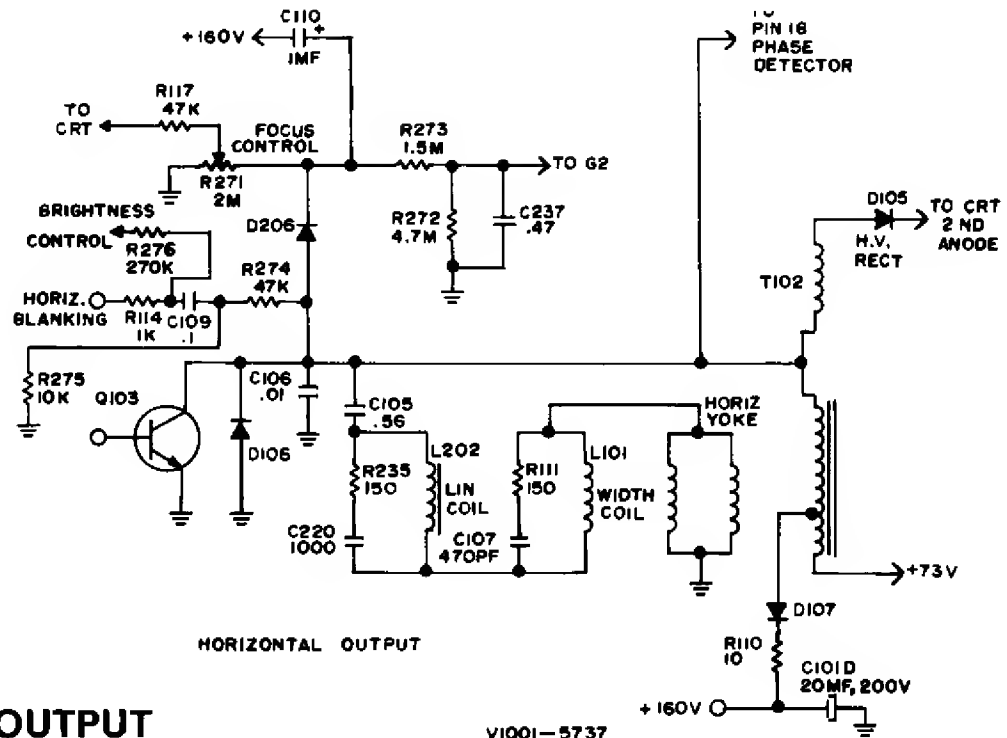 C110
+160V
1MF
TO
PIN 18
PHASE
DETECTOR
R117
47K
TO
CRT
FOCUS
CONTROL
R273
1.5M
TO G2
R271
2M
BRIGHTNESS
CONTROL
R276
270K
D206
R272
4.7M
C237
.47
D105
TO CRT
2 ND
ANODE
H.V.
RECT
T102
R274
47K
HORIZ.
BLANKING
R114
1K
C109
.1
R275
10K
Q103
D106
C106
.01
C105
.56
L202
LIN
COIL
R235
150
C220
1000
R111
150
C107
470PF
L101
WIDTH
COIL
HORIZ
YOKE
+73V
D107
R110
10
C101D
20MF, 200V
+160V
HORIZONTAL OUTPUT
OUTPUT
V1001-5737